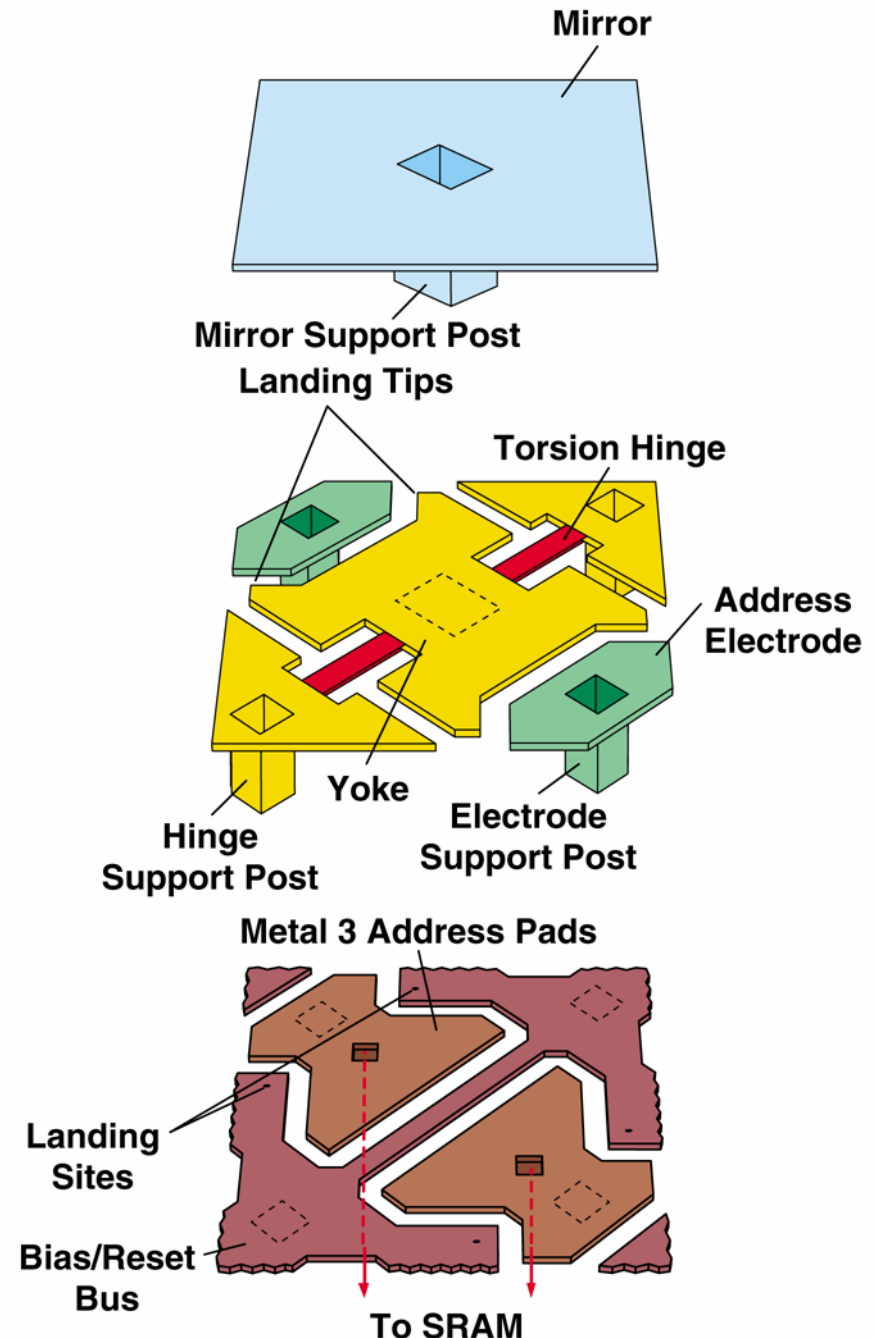 Mirror
Mirror Support Post
Landing Tips
Torsion Hinge
Address
Electrode
Yoke
Hinge
Support Post
Electrode
Support Post
Metal 3 Address Pads
Landing
Sites
Bias/Reset
Bus
To SRAM